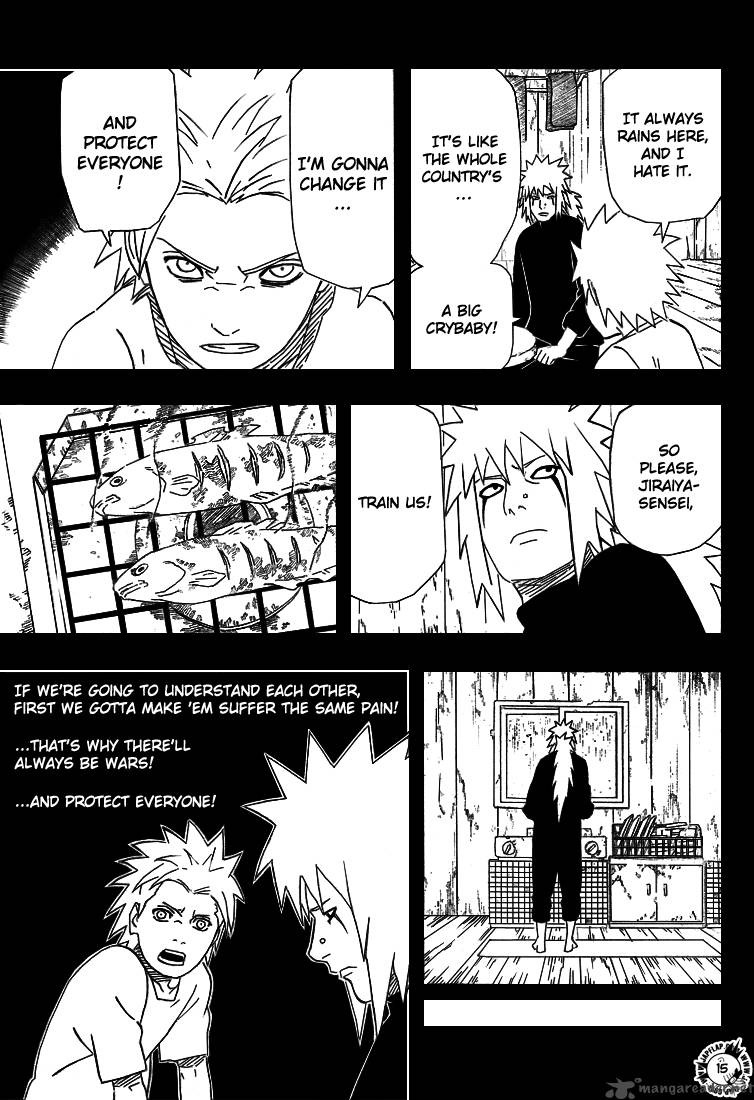 IT ALWAYS
RAINS HERE,
AND I
HATE IT.
IT'S LIKE
THE WHOLE
COUNTRY'S
...
A BIG
CRYBABY!
I'M GONNA
CHANGE IT
...
AND
PROTECT
EVERYONE
!
SO
PLEASE,
JIRAIYA-
SENSEI,
TRAIN US!
IF WE'RE GOING TO UNDERSTAND EACH OTHER,
FIRST WE GOTTA MAKE 'EM SUFFER THE SAME PAIN!
...THAT'S WHY THERE'LL
ALWAYS BE WARS!
...AND PROTECT EVERYONE!
15